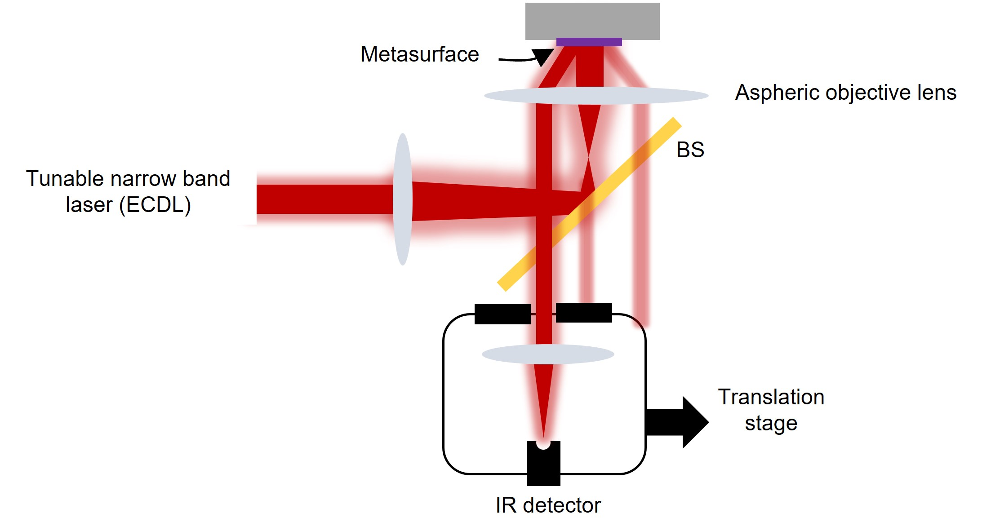 Metasurface
Aspheric objective lens
BS
Tunable narrow band
laser (ECDL)
Translation
stage
IR detector